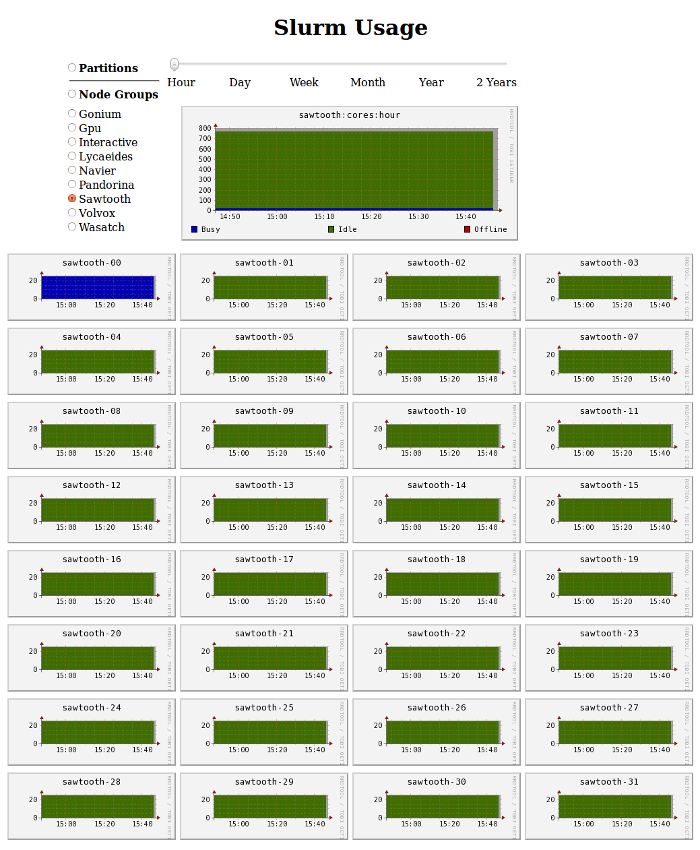 Slurm Usage
Partitions
Node Groups
Gonium
Gpu
Interactive
Lycaeides
Navier
Pandorina
Sawtooth
Volvox
Wasatch
Hour Day Week Month Year 2 Years
sawtooth:cores:hour
800
700
600
500
400
300
200
100
0
14:50 15:00 15:10 15:20 15:30 15:40
Busy Idle Offline
sawtooth-00 sawtooth-01 sawtooth-02 sawtooth-03
20 20 20 20
0 0 0 0
15:00 15:20 15:40 15:00 15:20 15:40 15:00 15:20 15:40 15:00 15:20 15:40
sawtooth-04 sawtooth-05 sawtooth-06 sawtooth-07
20 20 20 20
0 0 0 0
15:00 15:20 15:40 15:00 15:20 15:40 15:00 15:20 15:40 15:00 15:20 15:40
sawtooth-08 sawtooth-09 sawtooth-10 sawtooth-11
20 20 20 20
0 0 0 0
15:00 15:20 15:40 15:00 15:20 15:40 15:00 15:20 15:40 15:00 15:20 15:40
sawtooth-12 sawtooth-13 sawtooth-14 sawtooth-15
20 20 20 20
0 0 0 0
15:00 15:20 15:40 15:00 15:20 15:40 15:00 15:20 15:40 15:00 15:20 15:40
sawtooth-16 sawtooth-17 sawtooth-18 sawtooth-19
20 20 20 20
0 0 0 0
15:00 15:20 15:40 15:00 15:20 15:40 15:00 15:20 15:40 15:00 15:20 15:40
sawtooth-20 sawtooth-21 sawtooth-22 sawtooth-23
20 20 20 20
0 0 0 0
15:00 15:20 15:40 15:00 15:20 15:40 15:00 15:20 15:40 15:00 15:20 15:40
sawtooth-24 sawtooth-25 sawtooth-26 sawtooth-27
20 20 20 20
0 0 0 0
15:00 15:20 15:40 15:00 15:20 15:40 15:00 15:20 15:40 15:00 15:20 15:40
sawtooth-28 sawtooth-29 sawtooth-30 sawtooth-31
20 20 20 20
0 0 0 0
15:00 15:20 15:40 15:00 15:20 15:40 15:00 15:20 15:40 15:00 15:20 15:40